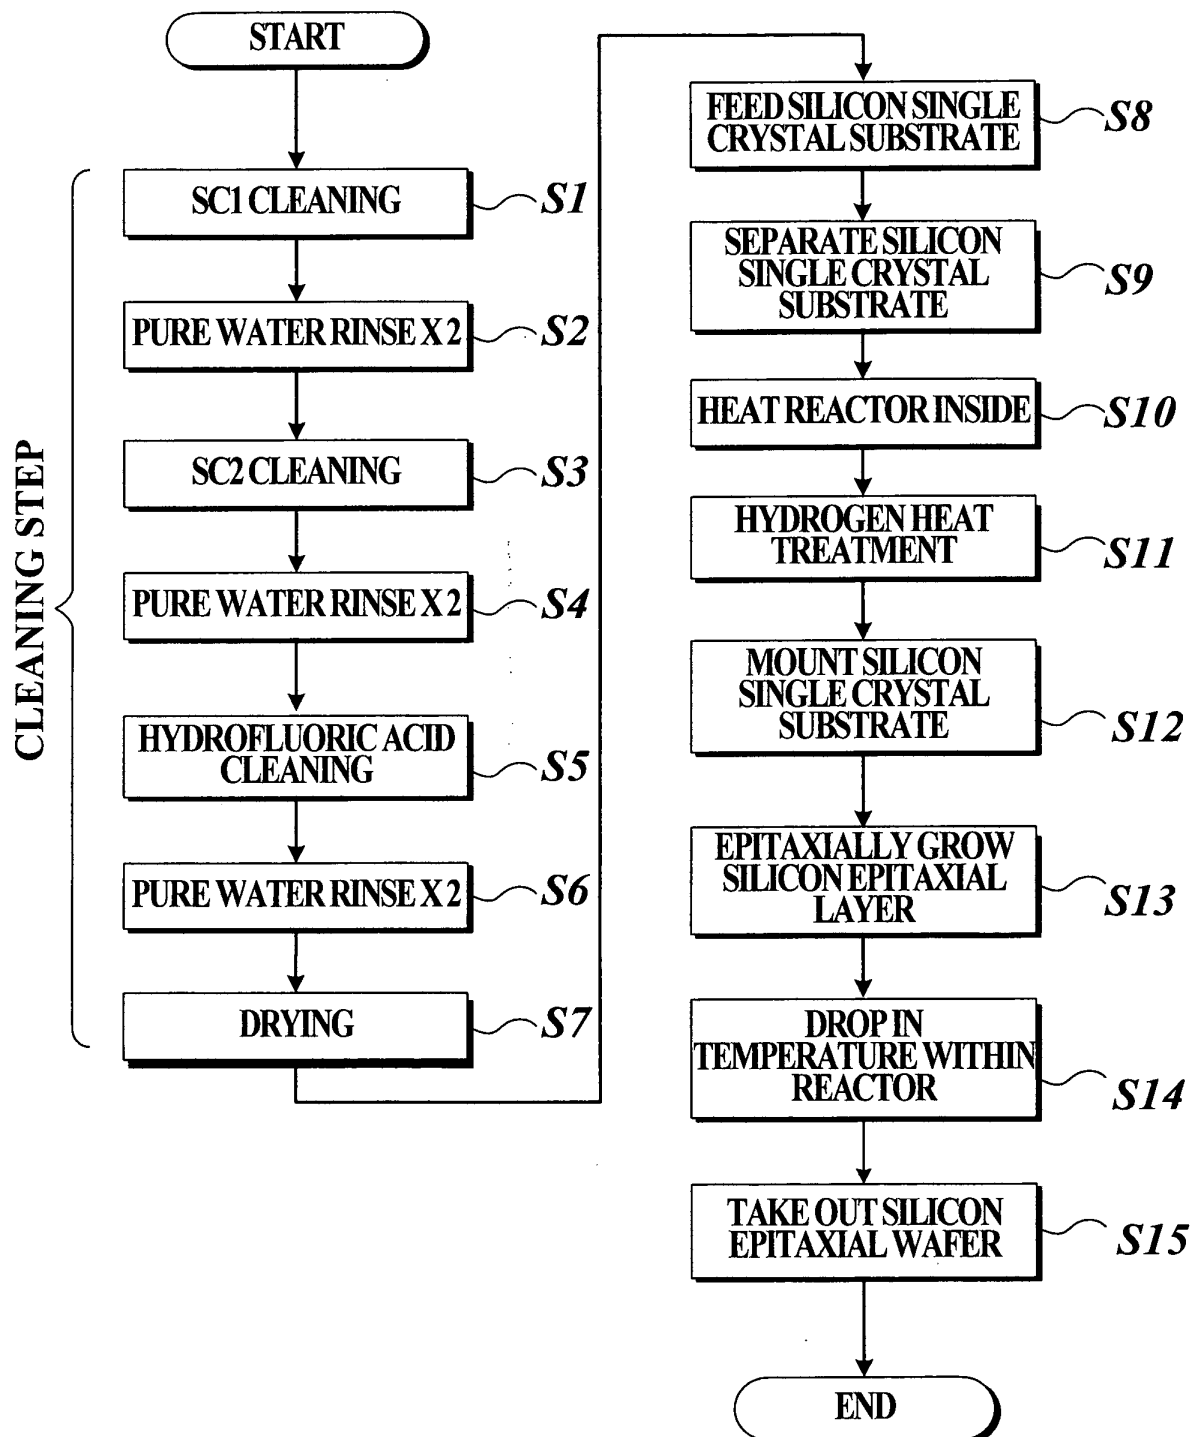 START
CLEANING STEP
SC1 CLEANING
S1
PURE WATER RINSE X 2
S2
SC2 CLEANING
S3
PURE WATER RINSE X 2
S4
HYDROFLUORIC ACID
CLEANING
S5
PURE WATER RINSE X 2
S6
DRYING
S7
FEED SILICON SINGLE
CRYSTAL SUBSTRATE
S8
SEPARATE SILICON
SINGLE CRYSTAL
SUBSTRATE
S9
HEAT REACTOR INSIDE
S10
HYDROGEN HEAT
TREATMENT
S11
MOUNT SILICON
SINGLE CRYSTAL
SUBSTRATE
S12
EPITAXIALLY GROW
SILICON EPITAXIAL
LAYER
S13
DROP IN
TEMPERATURE WITHIN
REACTOR
S14
TAKE OUT SILICON
EPITAXIAL WAFER
S15
END